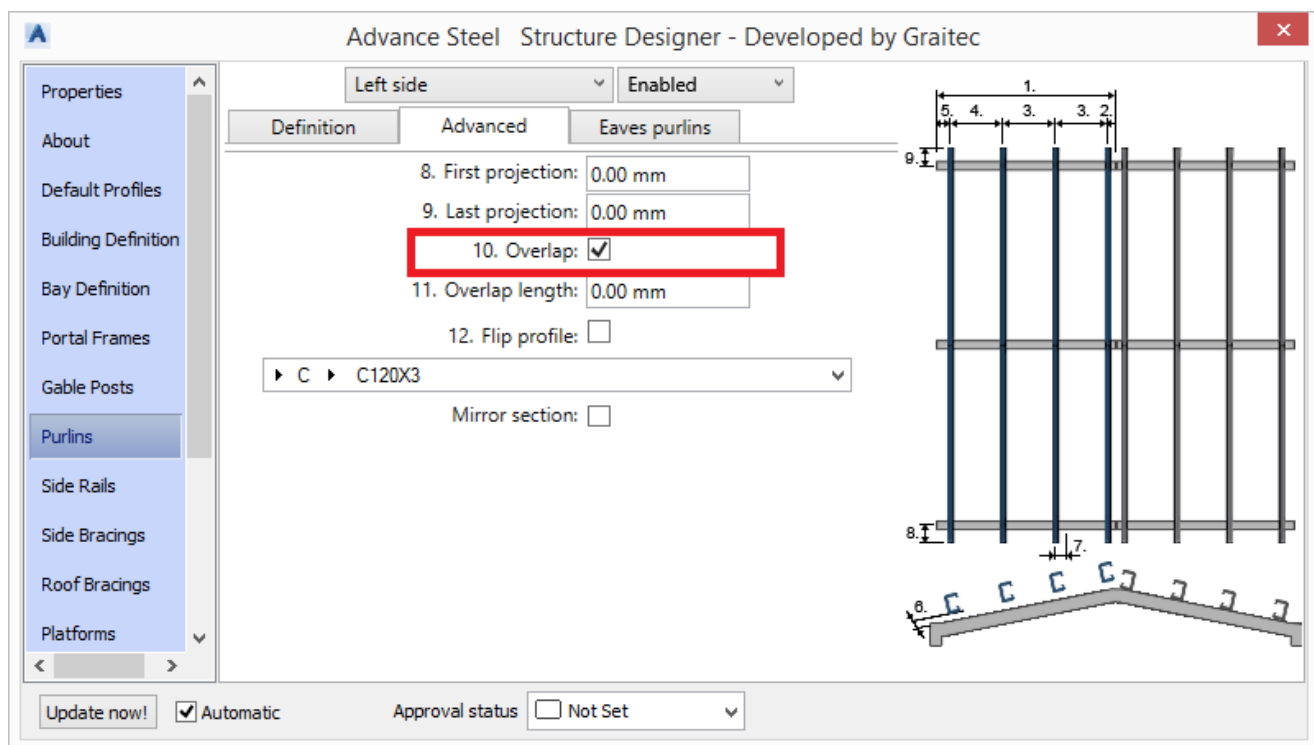 Advance Steel   Structure Designer - Developed by Graitec
Properties
About
Default Profiles
Building Definition
Bay Definition
Portal Frames
Gable Posts
Purlins
Side Rails
Side Bracings
Roof Bracings
Platforms
Left side Enabled
Definition Advanced Eaves purlins
8. First projection: 0.00 mm
9. Last projection: 0.00 mm
10. Overlap:
11. Overlap length: 0.00 mm
12. Flip profile:
C C120X3
Mirror section:
1.
5. 4. 3. 3. 2.
9.
8.
7.
6.
Update now! Automatic Approval status Not Set